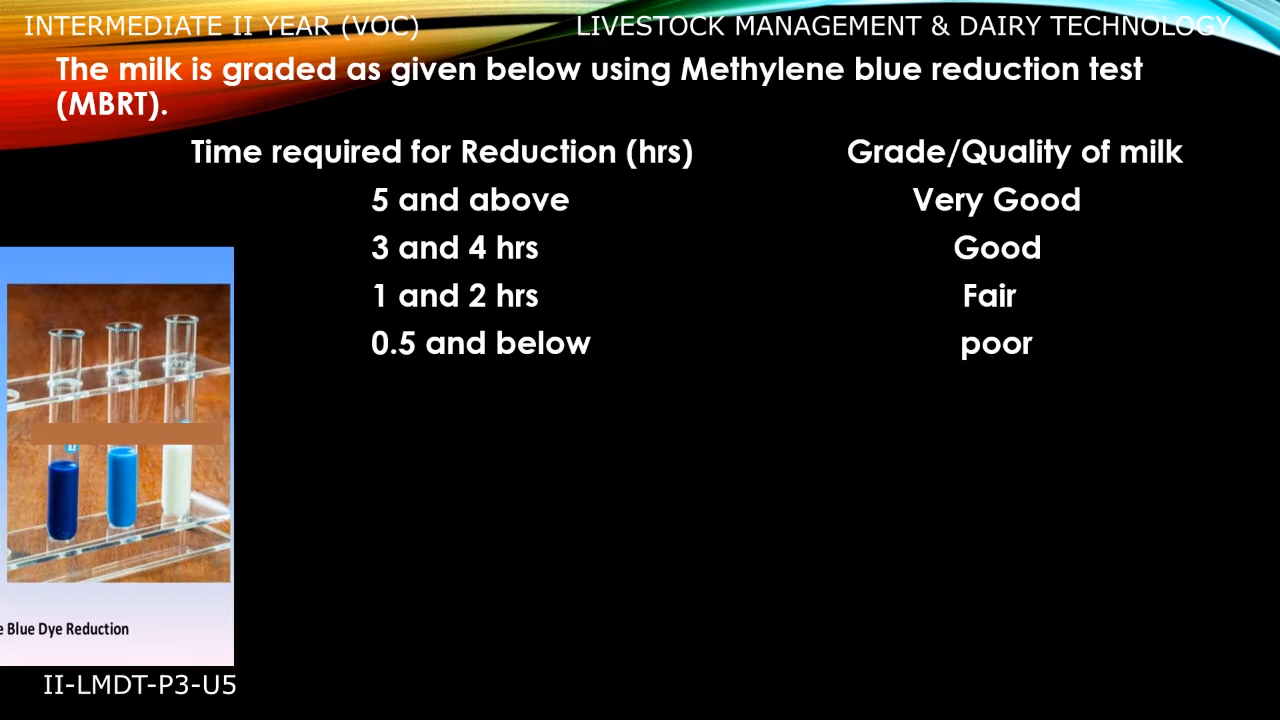 INTERMEDIATE II YEAR (VOC) LIVESTOCK MANAGEMENT & DAIRY TECHNOLOGY
The milk is graded as given below using Methylene blue reduction test
(MBRT).
Time required for Reduction (hrs) Grade/Quality of milk
5 and above Very Good
3 and 4 hrs Good
1 and 2 hrs Fair
0.5 and below poor
e Blue Dye Reduction
II-LMDT-P3-U5